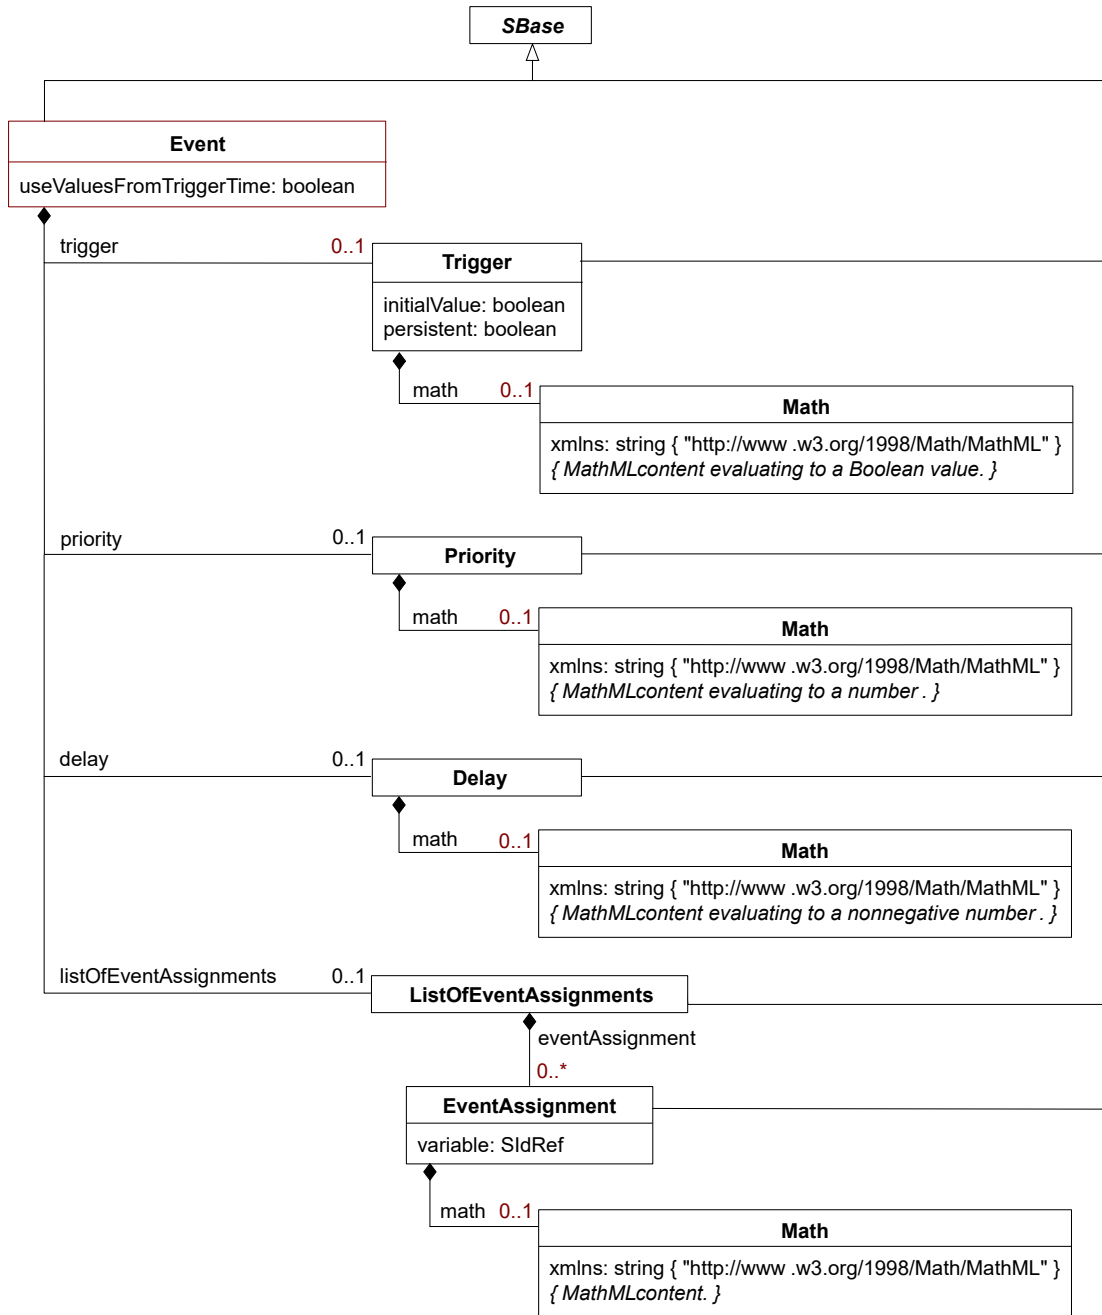 SBase
Event
useValuesFromTriggerTime: boolean
trigger
0..1
Trigger
initialValue: boolean
persistent: boolean
math
0..1
Math
xmlns: string { "http://www .w3.org/1998/Math/MathML" }
{ MathMLcontent evaluating to a Boolean value. }
priority
0..1
Priority
math
0..1
Math
xmlns: string { "http://www .w3.org/1998/Math/MathML" }
{ MathMLcontent evaluating to a number . }
delay
0..1
Delay
math
0..1
Math
xmlns: string { "http://www .w3.org/1998/Math/MathML" }
{ MathMLcontent evaluating to a nonnegative number . }
listOfEventAssignments
0..1
ListOfEventAssignments
eventAssignment
0..*
EventAssignment
variable: SIdRef
math
0..1
Math
xmlns: string { "http://www .w3.org/1998/Math/MathML" }
{ MathMLcontent. }